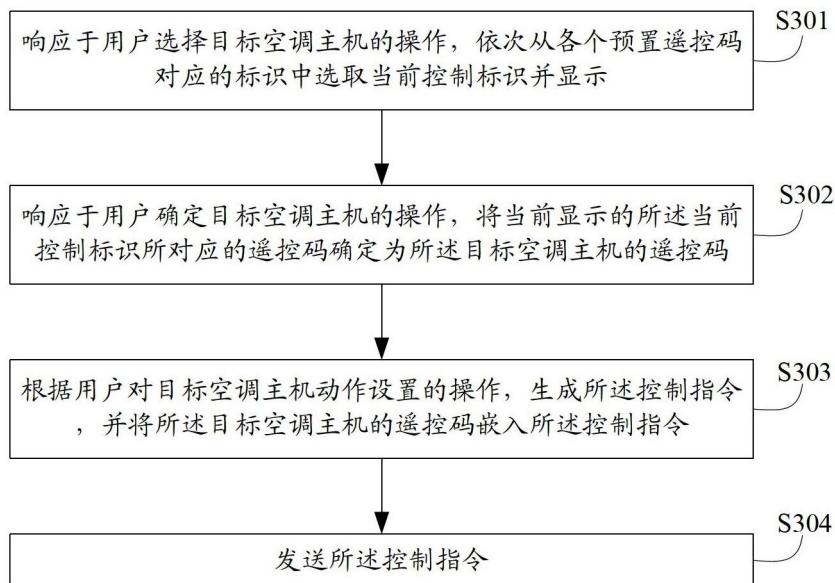 响应于用户选择目标空调主机的操作，依次从各个预置遥控码
对应的标识中选取当前控制标识并显示
S301
响应于用户确定目标空调主机的操作，将当前显示的所述当前
控制标识所对应的遥控码确定为所述目标空调主机的遥控码
S302
根据用户对目标空调主机动作设置的操作，生成所述控制指令
，并将所述目标空调主机的遥控码嵌入所述控制指令
S303
发送所述控制指令
S304